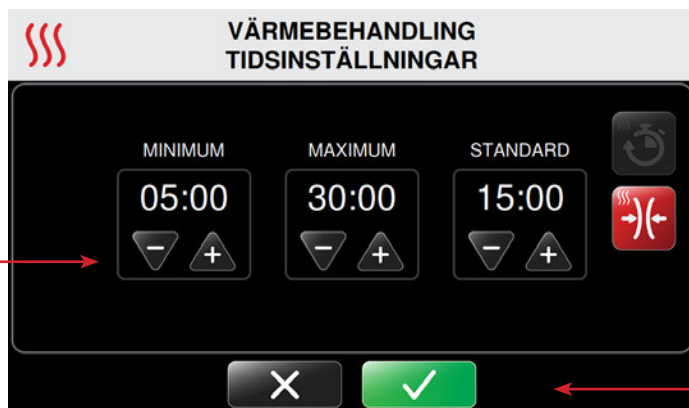 VÄRMEBEHANDLING
TIDSINSTÄLLNINGAR
MINIMUM MAXIMUM STANDARD
05:00 30:00 15:00